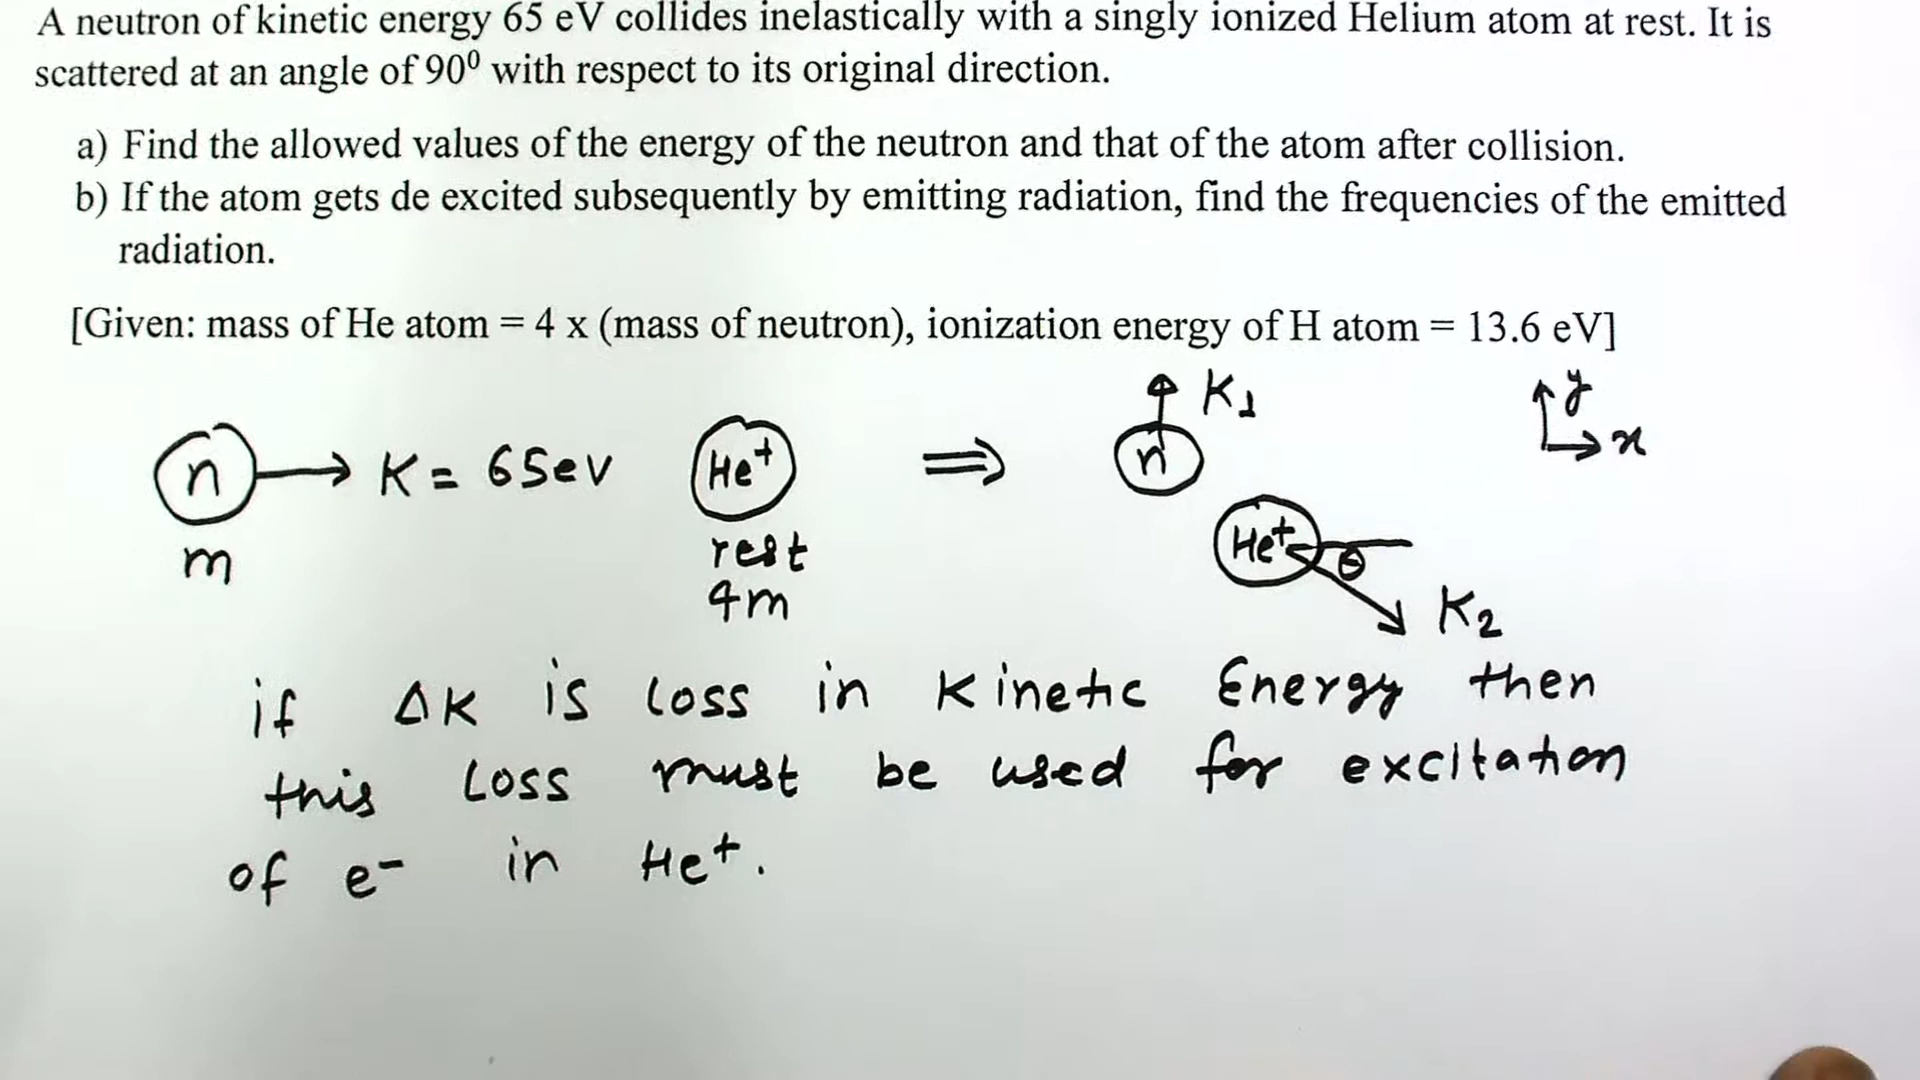 A neutron of kinetic energy 65 eV collides inelastically with a singly ionized Helium atom at rest. It is
scattered at an angle of 90⁰ with respect to its original direction.
a) Find the allowed values of the energy of the neutron and that of the atom after collision.
b) If the atom gets de excited subsequently by emitting radiation, find the frequencies of the emitted
radiation.
[Given: mass of He atom = 4 x (mass of neutron), ionization energy of H atom = 13.6 eV]
n → K = 65ev He⁺ ⇒ n K₁ y x
m rest He⁺ θ
4m K₂
if ΔK is Loss in Kinetic Energy then
this Loss must be used for excitation
of e⁻ in He⁺.